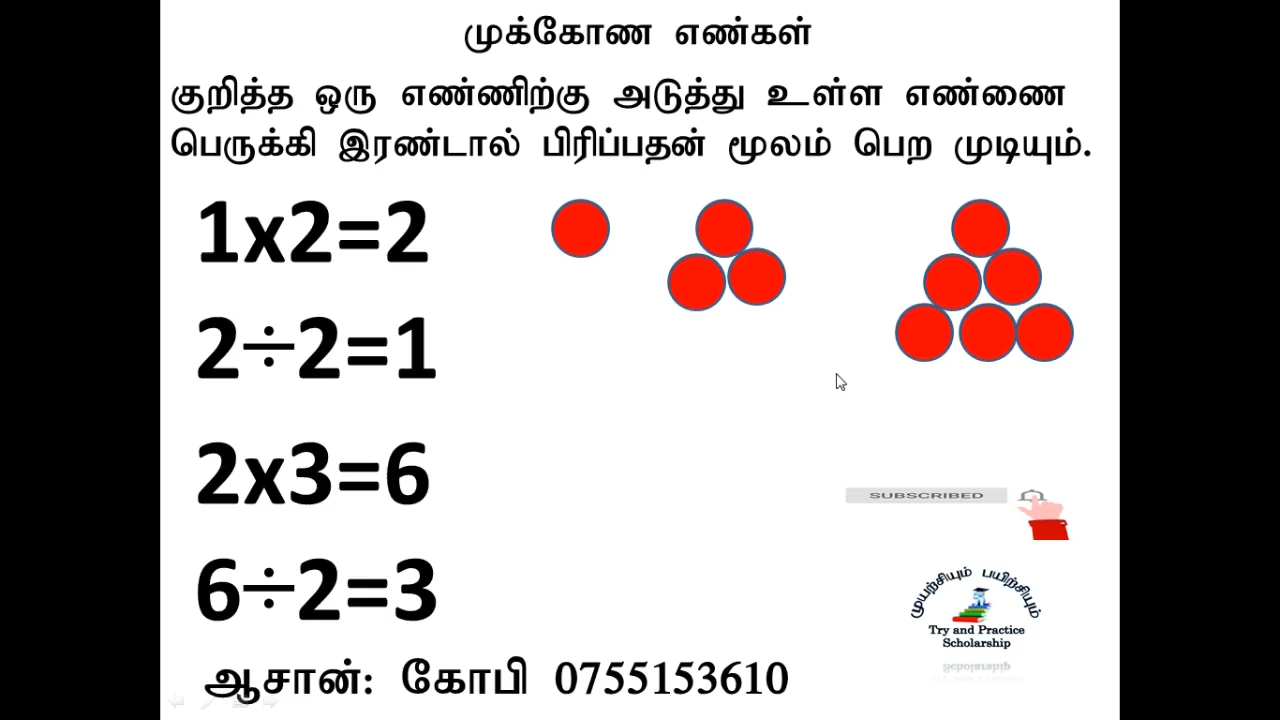 முக்கோண எண்கள்
குறித்த ஒரு எண்ணிற்கு அடுத்து உள்ள எண்ணை
பெருக்கி இரண்டால் பிரிப்பதன் மூலம் பெற முடியும்.
1x2=2
2÷2=1
2x3=6
6÷2=3
SUBSCRIBED
முயற்சியும் பயிற்சியும்
Try and Practice
Scholarship
ஆசான்: கோபி 0755153610